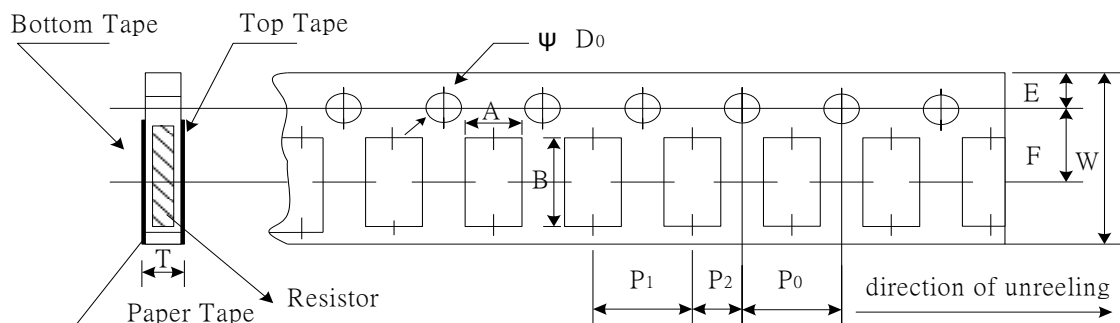 Bottom Tape
Top Tape
Ψ D0
E
A
F
W
B
T
P1
P2
P0
direction of unreeling
Resistor
Paper Tape